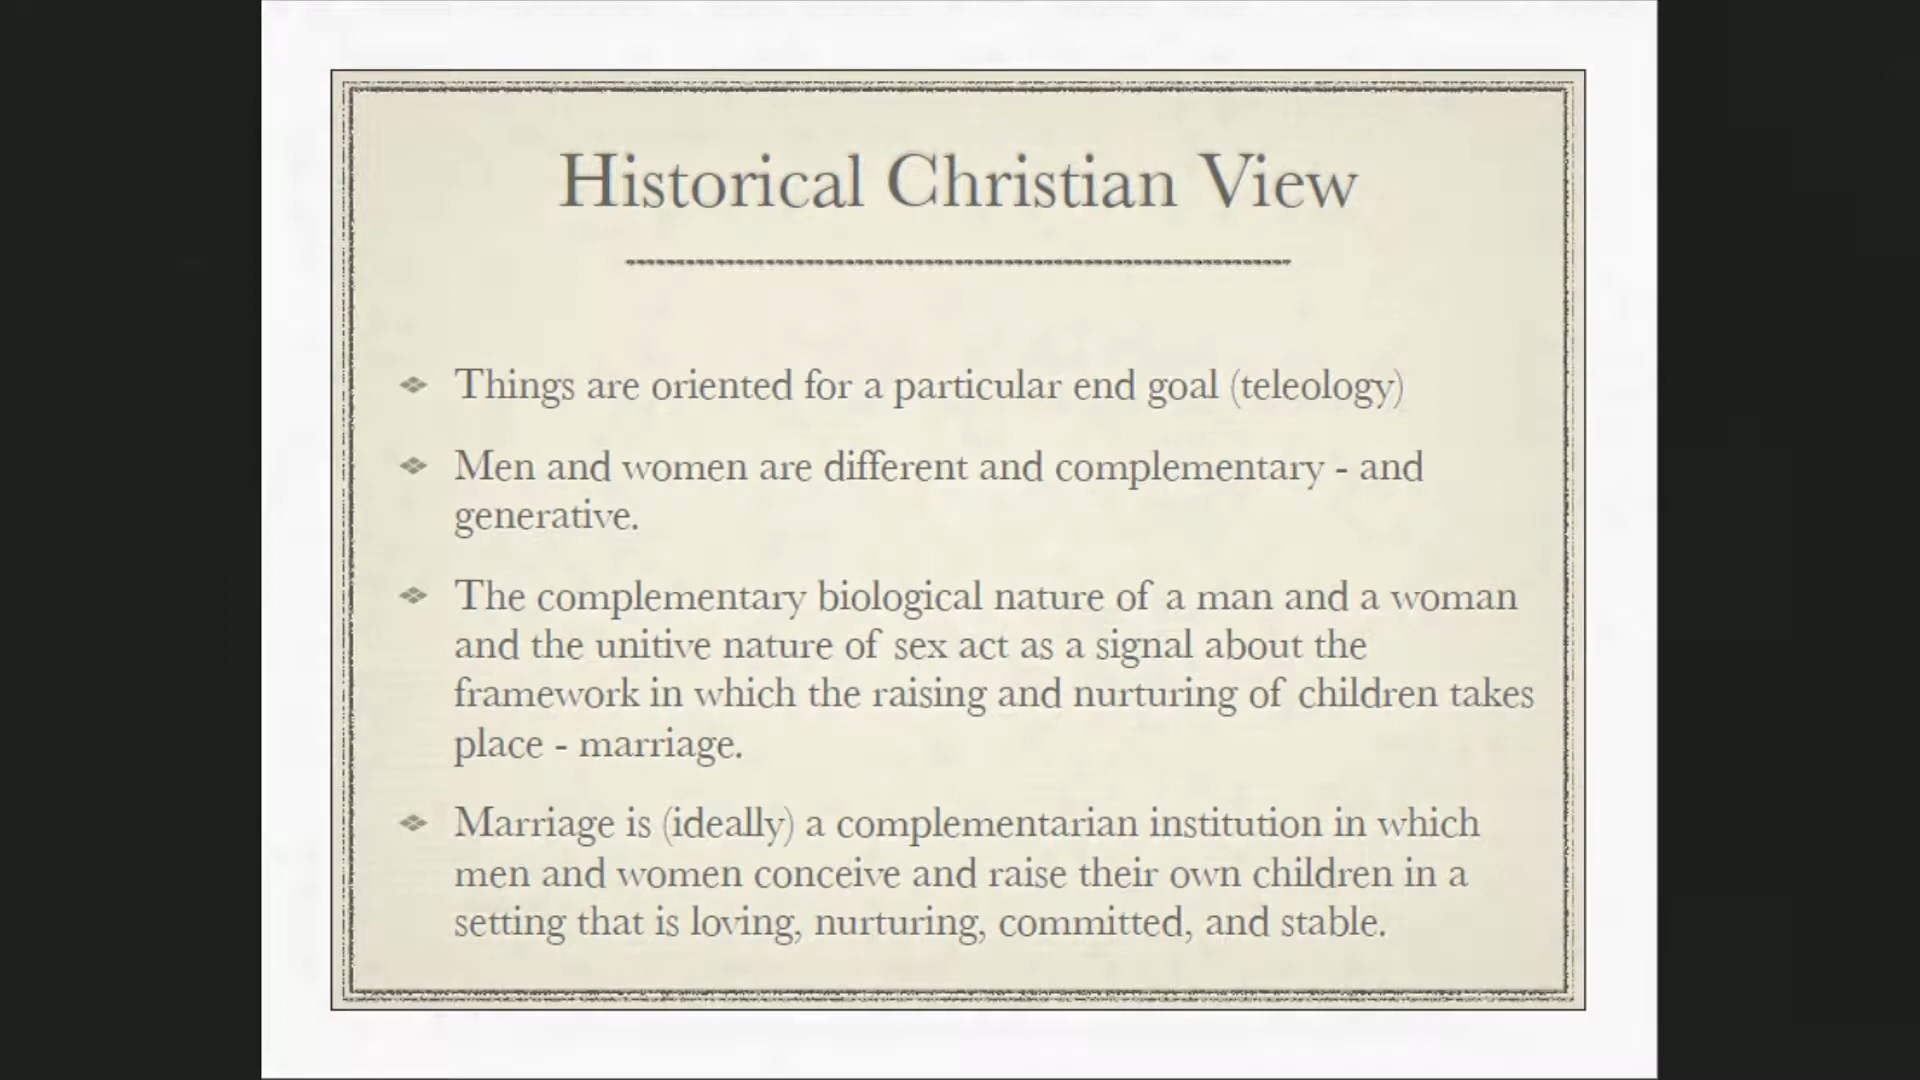 Historical Christian View
Things are oriented for a particular end goal (teleology)
Men and women are different and complementary - and
generative.
The complementary biological nature of a man and a woman
and the unitive nature of sex act as a signal about the
framework in which the raising and nurturing of children takes
place - marriage.
Marriage is (ideally) a complementarian institution in which
men and women conceive and raise their own children in a
setting that is loving, nurturing, committed, and stable.